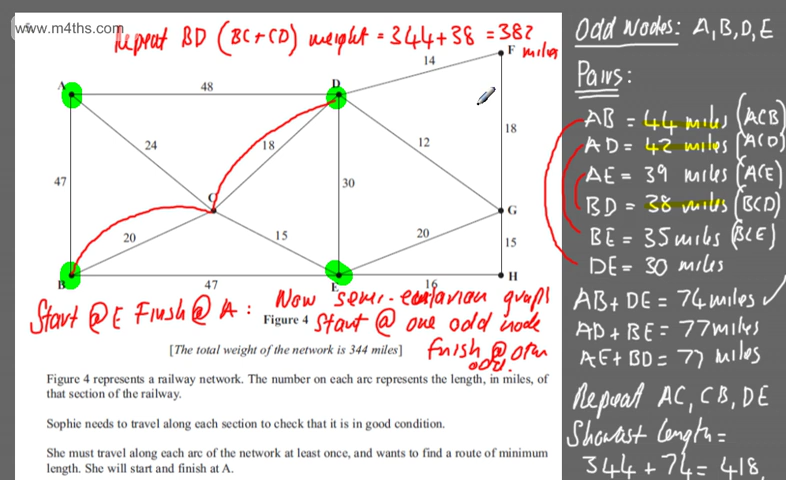 www.m4ths.com
Repeat BD (BC+CD) weight = 344+38 = 382
miles
A
48
D
14
F
24
18
12
18
47
C
30
G
20
15
20
15
B
47
E
16
H
Start @ E Finish @ A :
Now semi-eulerian graph
Figure 4
Start @ one odd node
finish @ other
odd.
[The total weight of the network is 344 miles]
Figure 4 represents a railway network. The number on each arc represents the length, in miles, of
that section of the railway.
Sophie needs to travel along each section to check that it is in good condition.
She must travel along each arc of the network at least once, and wants to find a route of minimum
length. She will start and finish at A.
Odd Nodes: A,B,D,E
Pairs:
AB = 44 miles (ACB)
AD = 42 miles (ACD)
AE = 39 miles (ACE)
BD = 38 miles (BCD)
BE = 35 miles (BCE)
DE = 30 miles
AB + DE = 74 miles ✓
AD + BE = 77 miles
AE + BD = 77 miles
Repeat AC, CB, DE
Shortest length =
344 + 74 = 418